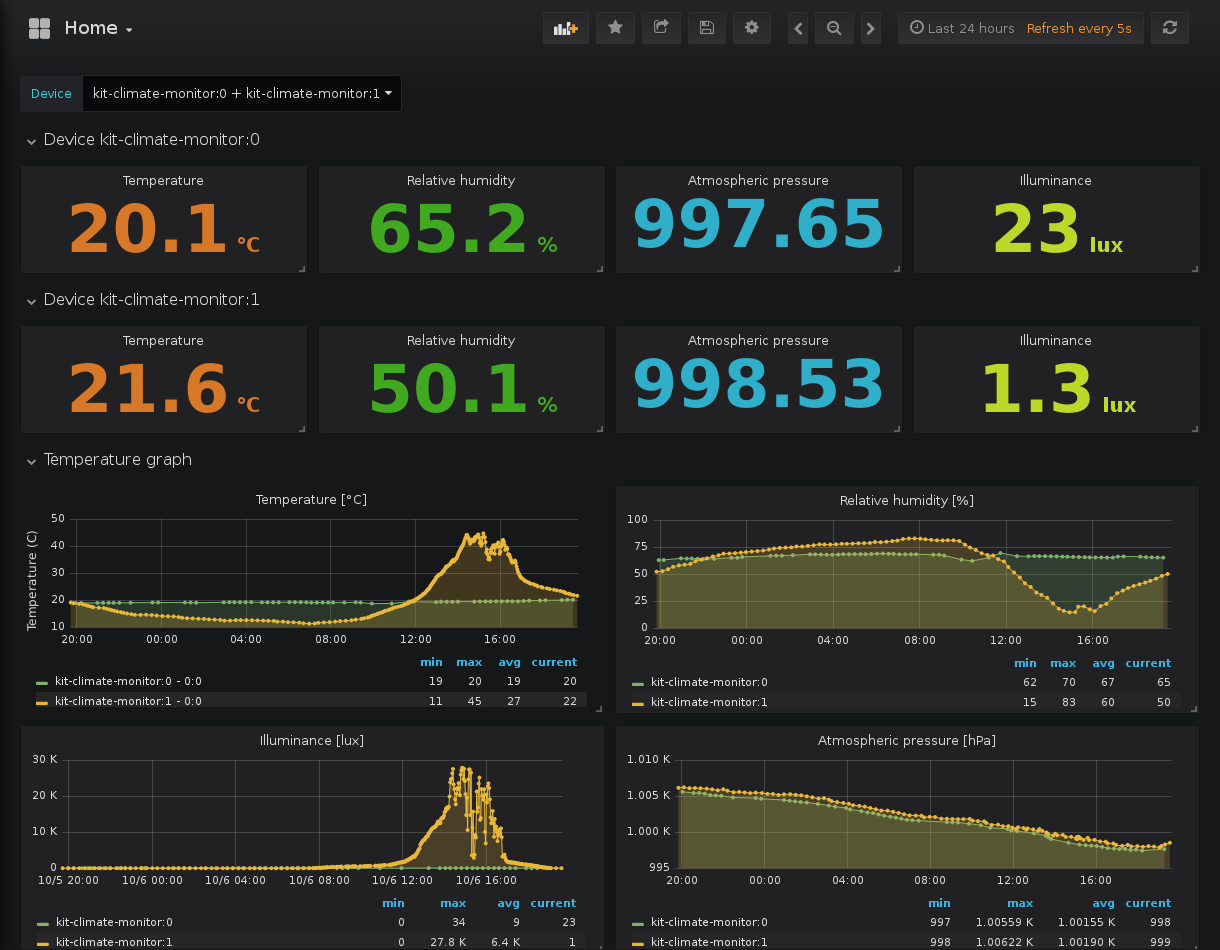 Home
Last 24 hours Refresh every 5s
Device kit-climate-monitor:0 + kit-climate-monitor:1
Device kit-climate-monitor:0
Temperature Relative humidity Atmospheric pressure Illuminance
20.1 °C 65.2 % 997.65 23 lux
Device kit-climate-monitor:1
Temperature Relative humidity Atmospheric pressure Illuminance
21.6 °C 50.1 % 998.53 1.3 lux
Temperature graph
Temperature [°C]
Temperature (C)
50
40
30
20
10
20:00 00:00 04:00 08:00 12:00 16:00
min max avg current
kit-climate-monitor:0 - 0:0 19 20 19 20
kit-climate-monitor:1 - 0:0 11 45 27 22
Relative humidity [%]
100
75
50
25
0
20:00 00:00 04:00 08:00 12:00 16:00
min max avg current
kit-climate-monitor:0 62 70 67 65
kit-climate-monitor:1 15 83 60 50
Illuminance [lux]
30 K
20 K
10 K
0
10/5 20:00 10/6 00:00 10/6 04:00 10/6 08:00 10/6 12:00 10/6 16:00
min max avg current
kit-climate-monitor:0 0 34 9 23
kit-climate-monitor:1 0 27.8 K 6.4 K 1
Atmospheric pressure [hPa]
1.010 K
1.005 K
1.000 K
995
20:00 00:00 04:00 08:00 12:00 16:00
min max avg current
kit-climate-monitor:0 997 1.00559 K 1.00155 K 998
kit-climate-monitor:1 998 1.00622 K 1.00190 K 999